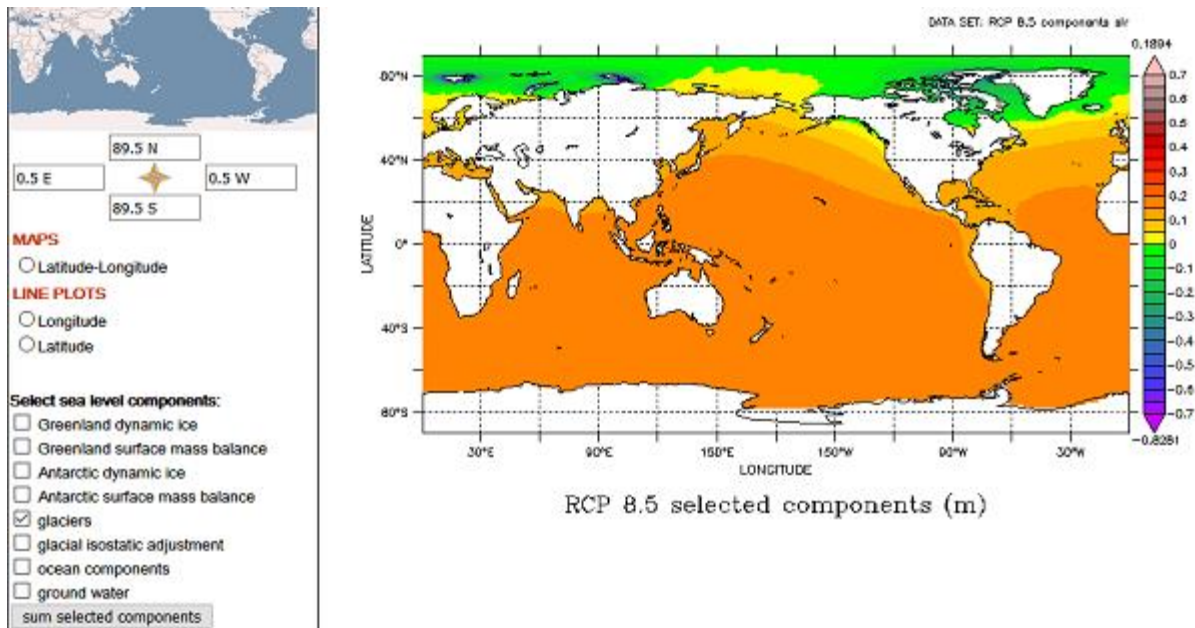 89.5 N
0.5 E
0.5 W
89.5 S
MAPS
Latitude-Longitude
LINE PLOTS
Longitude
Latitude
Select sea level components:
Greenland dynamic ice
Greenland surface mass balance
Antarctic dynamic ice
Antarctic surface mass balance
glaciers
glacial isostatic adjustment
ocean components
ground water
sum selected components
DATA SET: RCP 8.5 components slr
0.1894
0.7
0.6
0.5
0.4
0.3
0.2
0.1
0
-0.1
-0.2
-0.3
-0.4
-0.5
-0.6
-0.7
-0.8281
80°N
40°N
0°
40°S
80°S
LATITUDE
30°E
90°E
150°E
150°W
90°W
30°W
LONGITUDE
RCP 8.5 selected components (m)